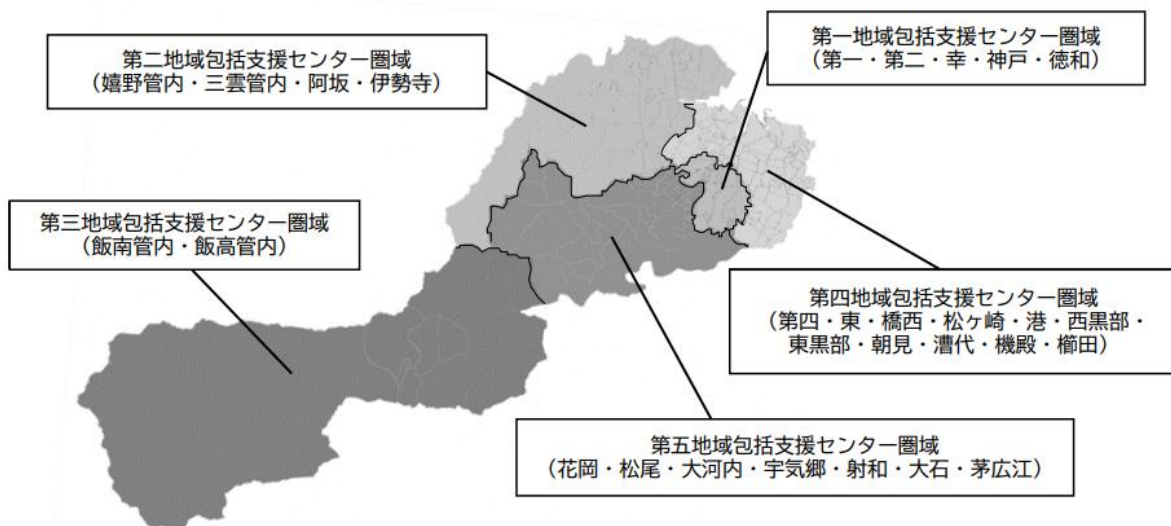 第二地域包括支援センター圏域
（嬉野管内・三雲管内・阿坂・伊勢寺）
第一地域包括支援センター圏域
（第一・第二・幸・神戸・徳和）
第三地域包括支援センター圏域
（飯南管内・飯高管内）
第四地域包括支援センター圏域
（第四・東・橋西・松ヶ崎・港・西黒部・
東黒部・朝見・漕代・機殿・櫛田）
第五地域包括支援センター圏域
（花岡・松尾・大河内・宇気郷・射和・大石・茅広江）